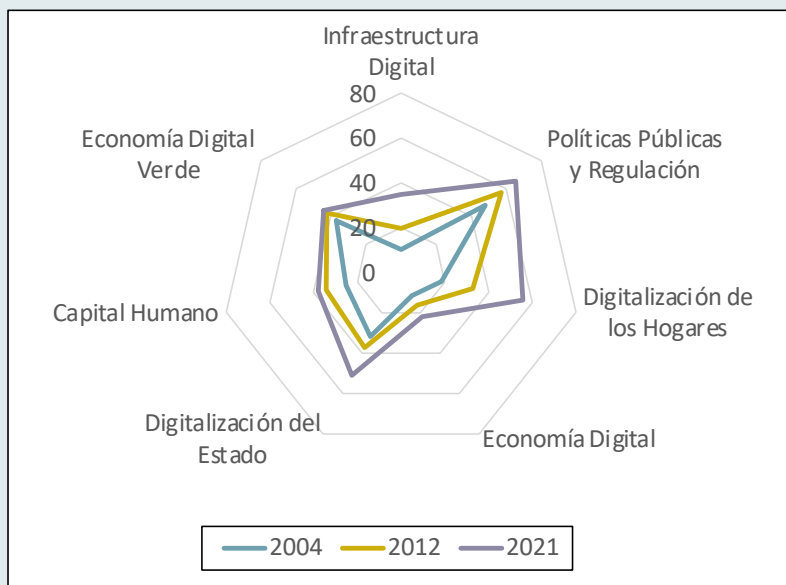 Infraestructura
Digital
80
60
40
20
0
Políticas Públicas
y Regulación
Digitalización de
los Hogares
Economía Digital
Digitalización del
Estado
Capital Humano
Economía Digital
Verde
2004
2012
2021